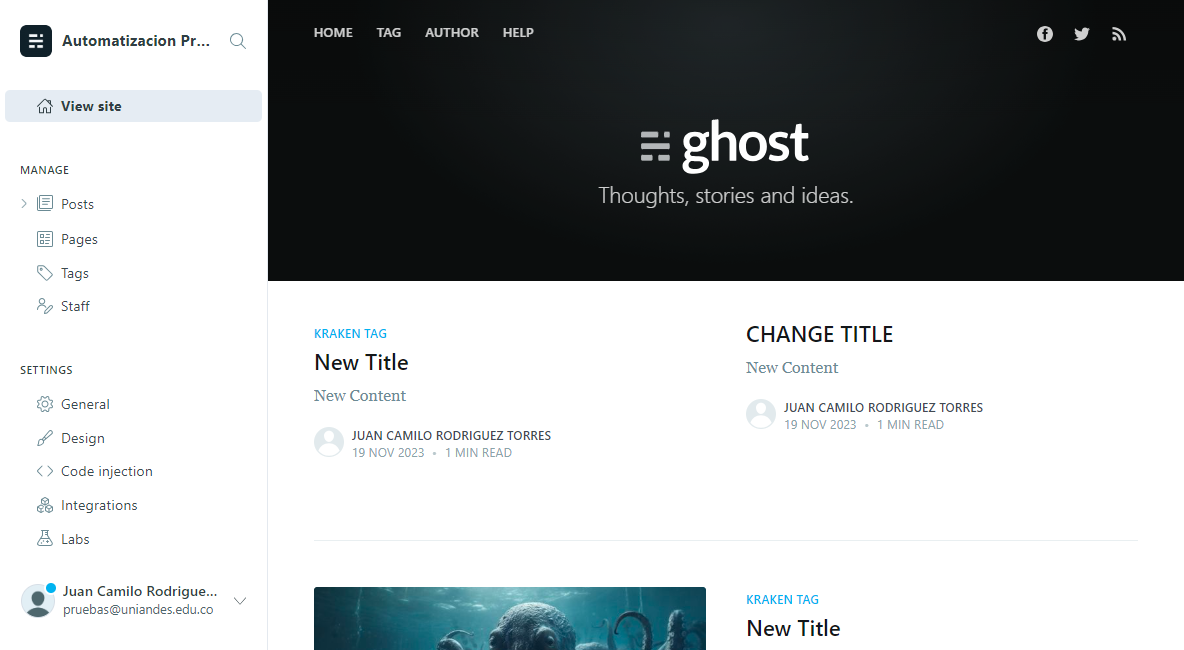 Automatizacion Pr...
View site
MANAGE
Posts
Pages
Tags
Staff
SETTINGS
General
Design
Code injection
Integrations
Labs
Juan Camilo Rodrigue...
pruebas@uniandes.edu.co
HOME TAG AUTHOR HELP
ghost
Thoughts, stories and ideas.
KRAKEN TAG
New Title
New Content
JUAN CAMILO RODRIGUEZ TORRES
19 NOV 2023 • 1 MIN READ
CHANGE TITLE
New Content
JUAN CAMILO RODRIGUEZ TORRES
19 NOV 2023 • 1 MIN READ
KRAKEN TAG
New Title